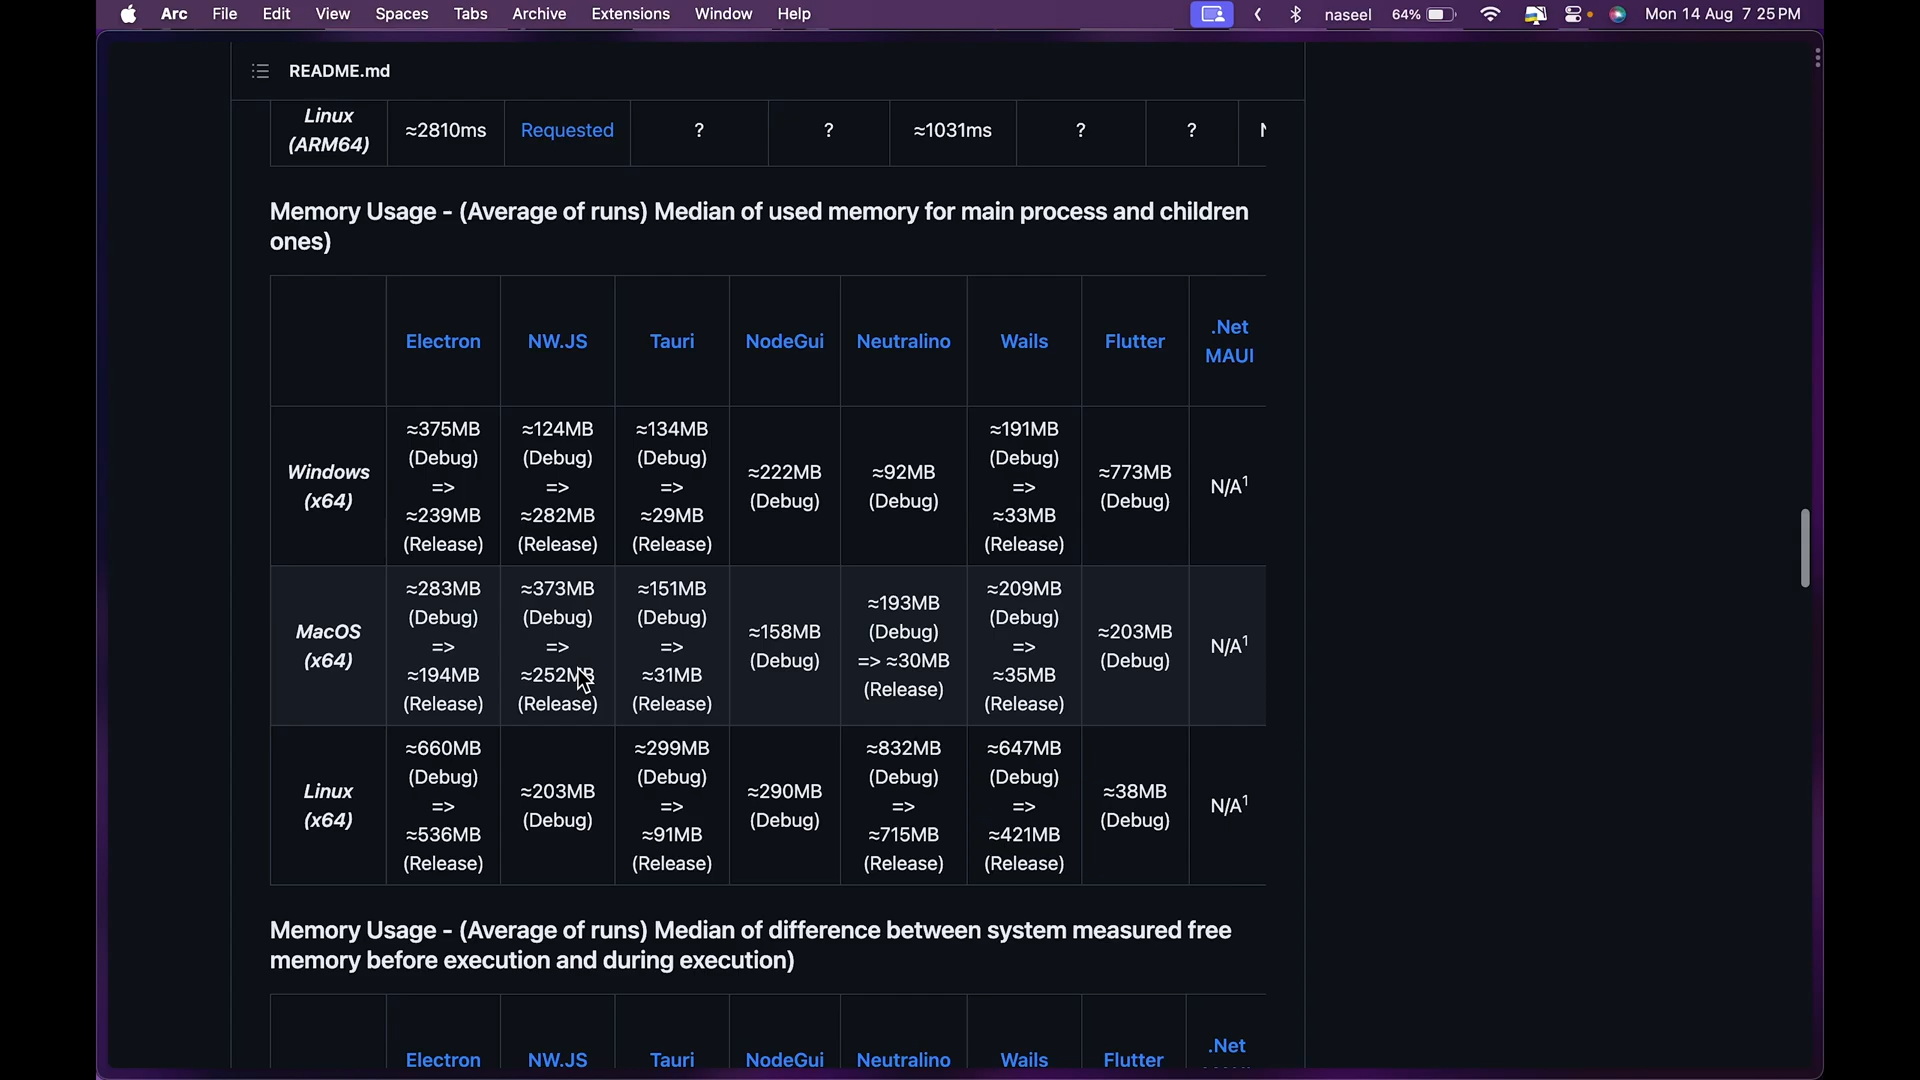 Arc File Edit View Spaces Tabs Archive Extensions Window Help naseel 64% Mon 14 Aug 7 25 PM
README.md
Linux (ARM64) ≈2810ms Requested ? ? ≈1031ms ? ?
Memory Usage - (Average of runs) Median of used memory for main process and children
ones)
Electron NW.JS Tauri NodeGui Neutralino Wails Flutter .Net MAUI
Windows (x64) ≈375MB (Debug) => ≈239MB (Release) ≈124MB (Debug) => ≈282MB (Release) ≈134MB (Debug) => ≈29MB (Release) ≈222MB (Debug) ≈92MB (Debug) ≈191MB (Debug) => ≈33MB (Release) ≈773MB (Debug) N/A¹
MacOS (x64) ≈283MB (Debug) => ≈194MB (Release) ≈373MB (Debug) => ≈252MB (Release) ≈151MB (Debug) => ≈31MB (Release) ≈158MB (Debug) ≈193MB (Debug) => ≈30MB (Release) ≈209MB (Debug) => ≈35MB (Release) ≈203MB (Debug) N/A¹
Linux (x64) ≈660MB (Debug) => ≈536MB (Release) ≈203MB (Debug) ≈299MB (Debug) => ≈91MB (Release) ≈290MB (Debug) ≈832MB (Debug) => ≈715MB (Release) ≈647MB (Debug) => ≈421MB (Release) ≈38MB (Debug) N/A¹
Memory Usage - (Average of runs) Median of difference between system measured free
memory before execution and during execution)
Electron NW.JS Tauri NodeGui Neutralino Wails Flutter .Net